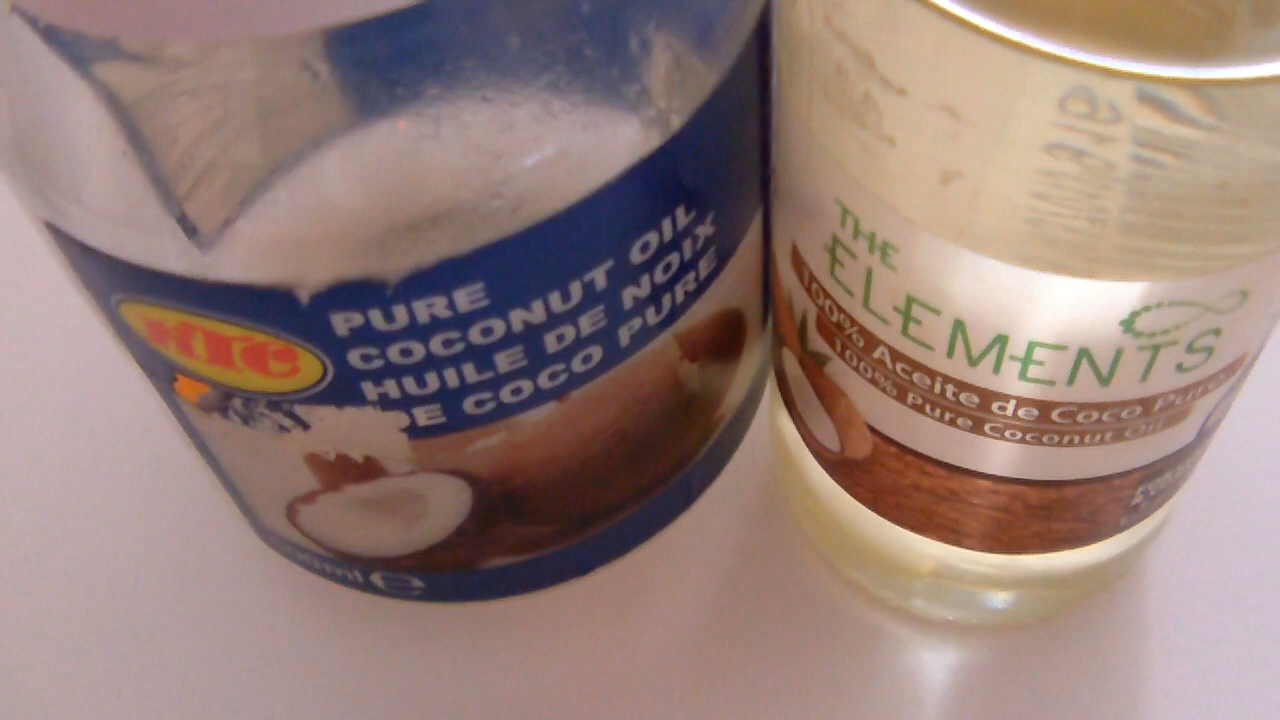 KTC
PURE
COCONUT OIL
HUILE DE NOIX
DE COCO PURE
THE
ELEMENTS
100% Aceite de Coco Puro
100% Pure Coconut Oil